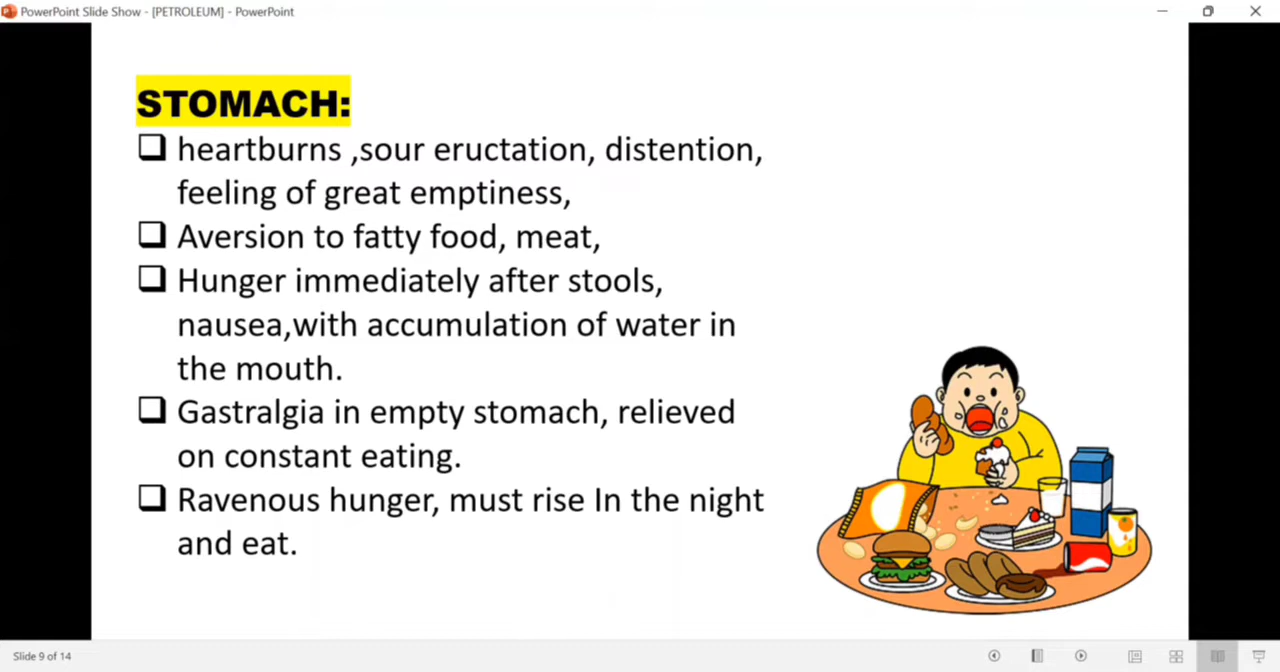 PowerPoint Slide Show - [PETROLEUM] - PowerPoint
STOMACH:
heartburns ,sour eructation, distention,
feeling of great emptiness,
Aversion to fatty food, meat,
Hunger immediately after stools,
nausea,with accumulation of water in
the mouth.
Gastralgia in empty stomach, relieved
on constant eating.
Ravenous hunger, must rise In the night
and eat.
Slide 9 of 14